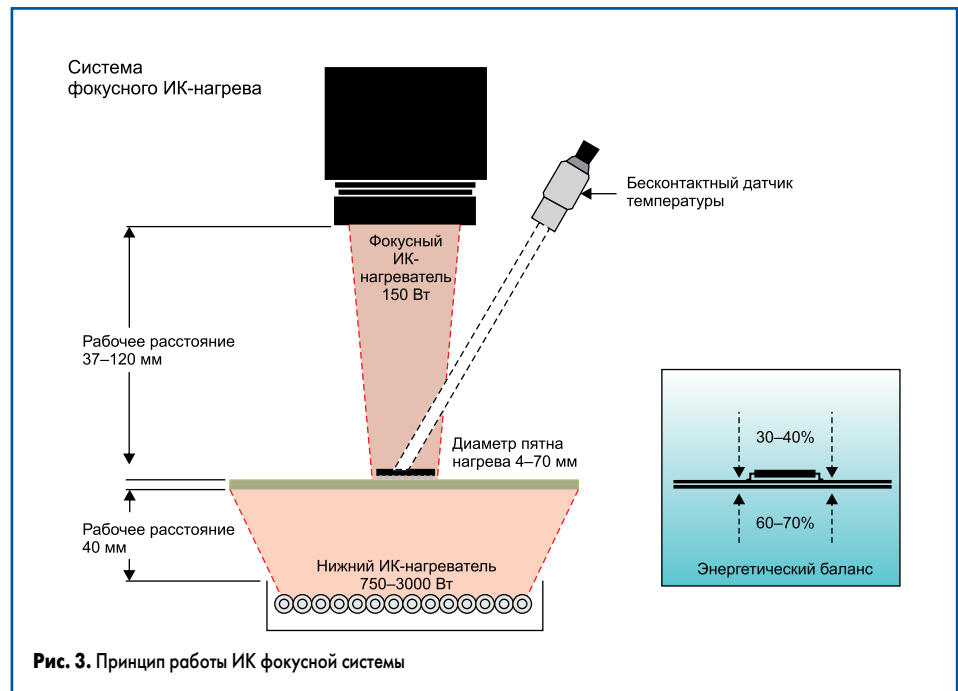 Система
фокусного ИК-нагрева
Бесконтактный датчик
температуры
Фокусный
ИК-
нагреватель
150 Вт
Рабочее расстояние
37–120 мм
Диаметр пятна
нагрева 4–70 мм
30–40%
60–70%
Энергетический баланс
Рабочее расстояние
40 мм
Нижний ИК-нагреватель
750–3000 Вт
Рис. 3. Принцип работы ИК фокусной системы